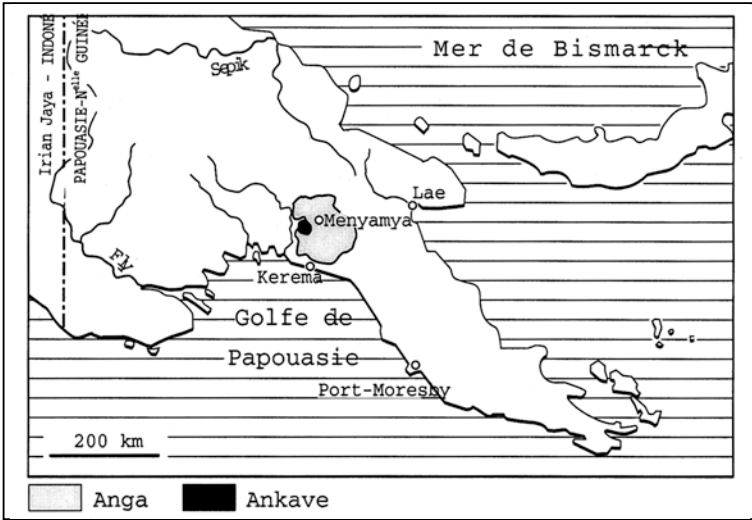 Mer de Bismarck
Sepik
Irian Jaya - INDONE
PAPOUASIE-Nelle GUINÉE
Lae
Menyamya
Fly
Kerema
Golfe de
Papouasie
Port-Moresby
200 km
Anga
Ankave